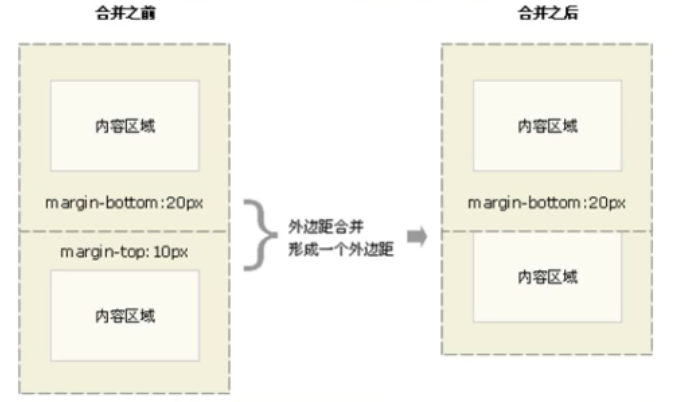 合并之前
合并之后
内容区域
margin-bottom:20px
margin-top:10px
内容区域
外边距合并
形成一个外边距
内容区域
margin-bottom:20px
内容区域